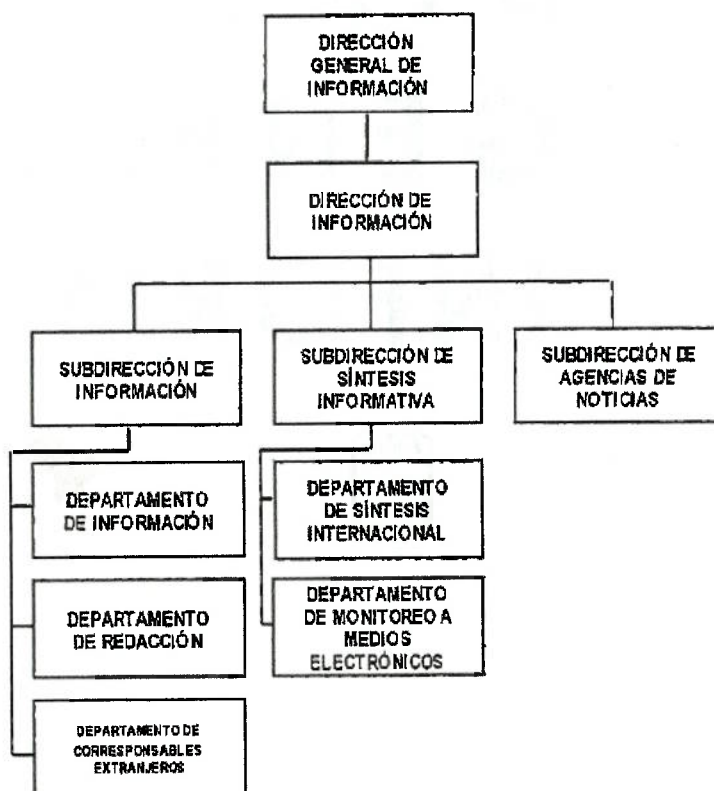 DIRECCIÓN
GENERAL DE
INFORMACIÓN
DIRECCIÓN DE
INFORMACIÓN
SUBDIRECCIÓN DE
INFORMACIÓN
SUBDIRECCIÓN DE
SÍNTESIS
INFORMATIVA
SUBDIRECCIÓN DE
AGENCIAS DE
NOTICIAS
DEPARTAMENTO
DE INFORMACIÓN
DEPARTAMENTO
DE SÍNTESIS
INTERNACIONAL
DEPARTAMENTO
DE REDACCIÓN
DEPARTAMENTO
DE MONITOREO A
MEDIOS
ELECTRÓNICOS
DEPARTAMENTO DE
CORRESPONSABLES
EXTRANJEROS